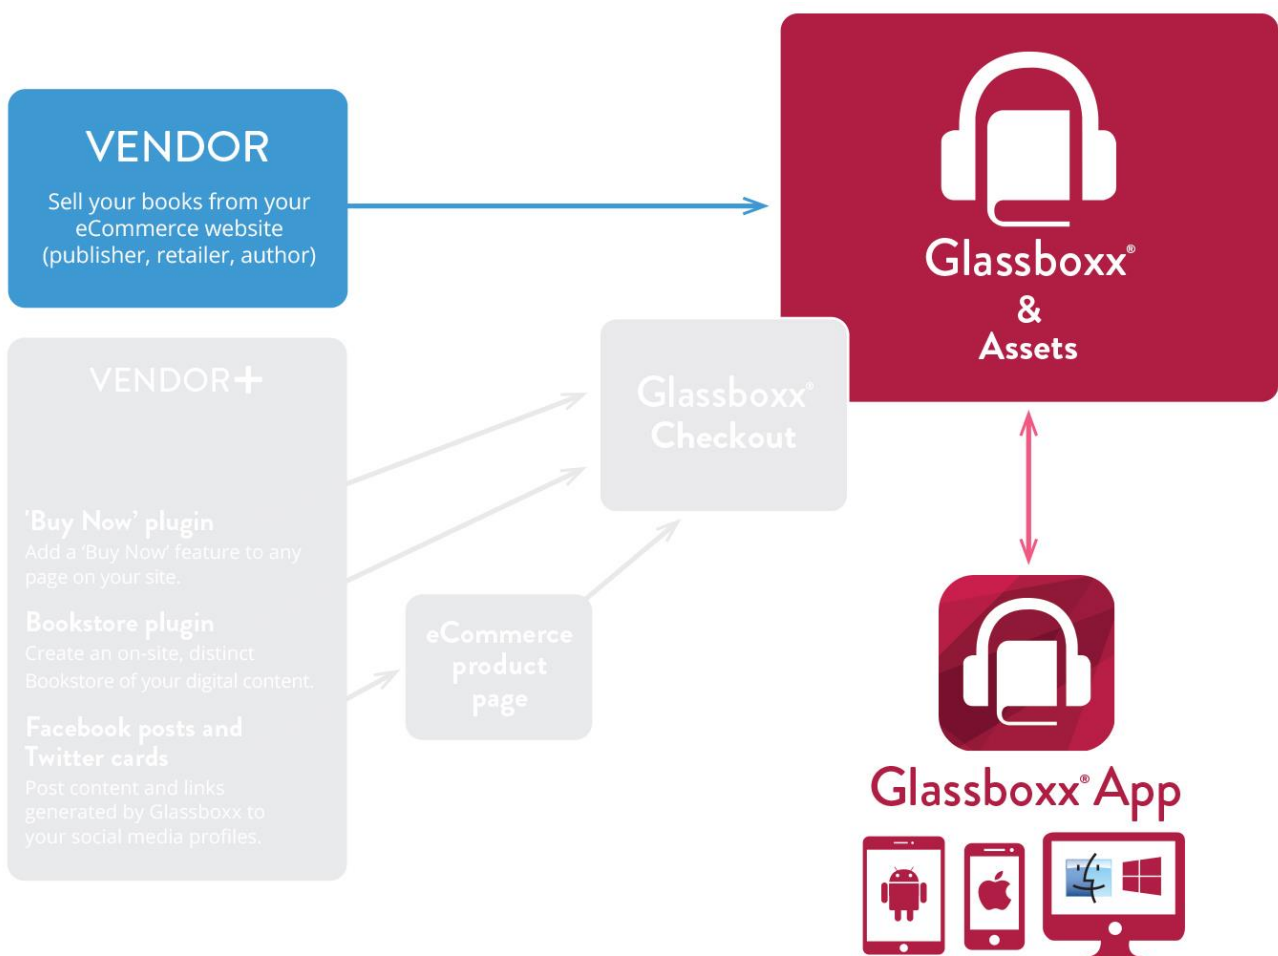 VENDOR
Sell your books from your
eCommerce website
(publisher, retailer, author)
Glassboxx®
&
Assets
VENDOR+
'Buy Now’ plugin
Add a ‘Buy Now’ feature to any
page on your site.
Bookstore plugin
Create an on-site, distinct
Bookstore of your digital content.
Facebook posts and
Twitter cards
Post content and links
generated by Glassboxx to
your social media profiles.
eCommerce
product
page
Glassboxx®
Checkout
Glassboxx® App